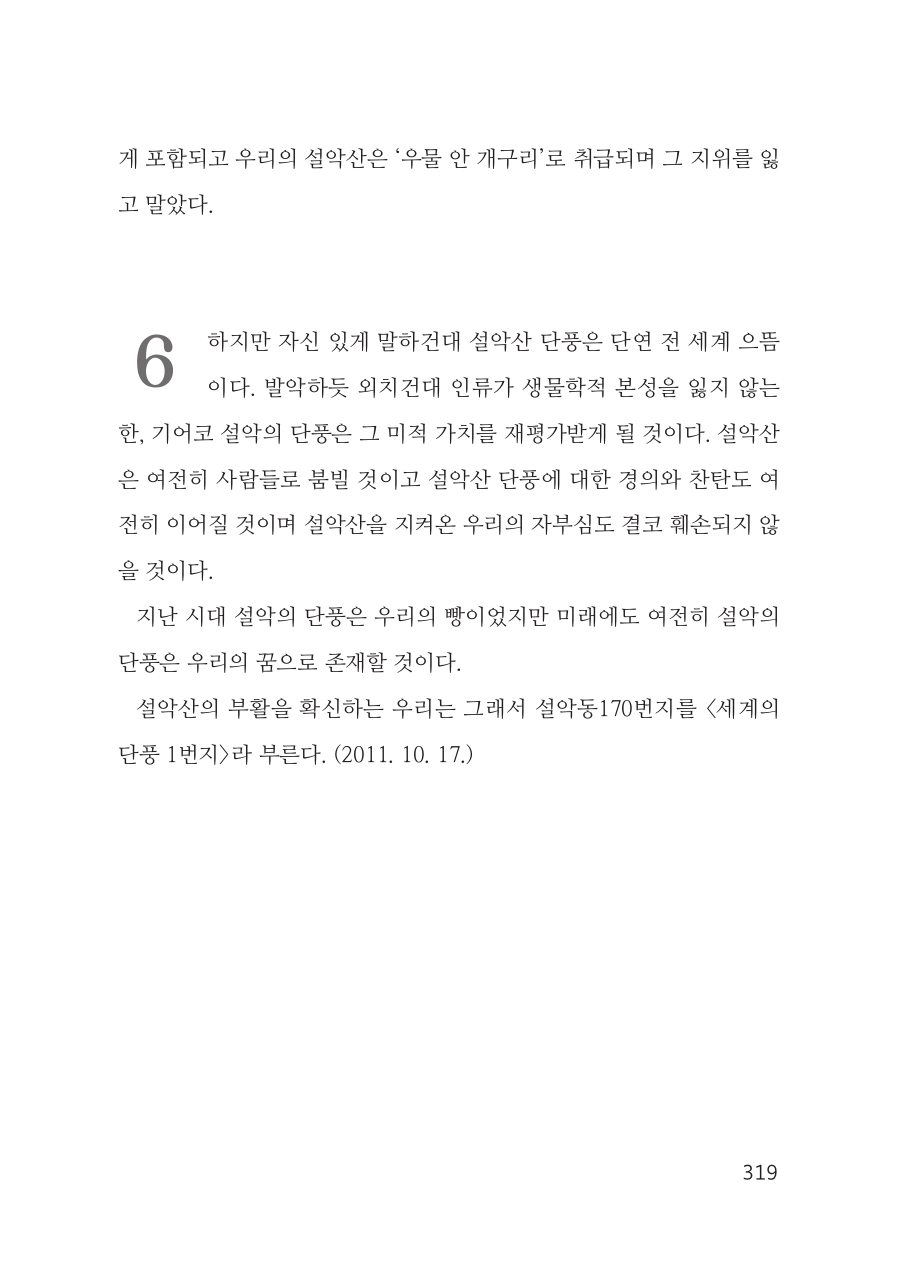 게 포함되고 우리의 설악산은 ‘우물 안 개구리’로 취급되며 그 지위를 잃
고 말았다.
6
하지만 자신 있게 말하건대 설악산 단풍은 단연 전 세계 으뜸
이다. 발악하듯 외치건대 인류가 생물학적 본성을 잃지 않는
한, 기어코 설악의 단풍은 그 미적 가치를 재평가받게 될 것이다. 설악산
은 여전히 사람들로 붐빌 것이고 설악산 단풍에 대한 경의와 찬탄도 여
전히 이어질 것이며 설악산을 지켜온 우리의 자부심도 결코 훼손되지 않
을 것이다.
지난 시대 설악의 단풍은 우리의 빵이었지만 미래에도 여전히 설악의
단풍은 우리의 꿈으로 존재할 것이다.
설악산의 부활을 확신하는 우리는 그래서 설악동170번지를 〈세계의
단풍 1번지〉라 부른다. (2011. 10. 17.)
319